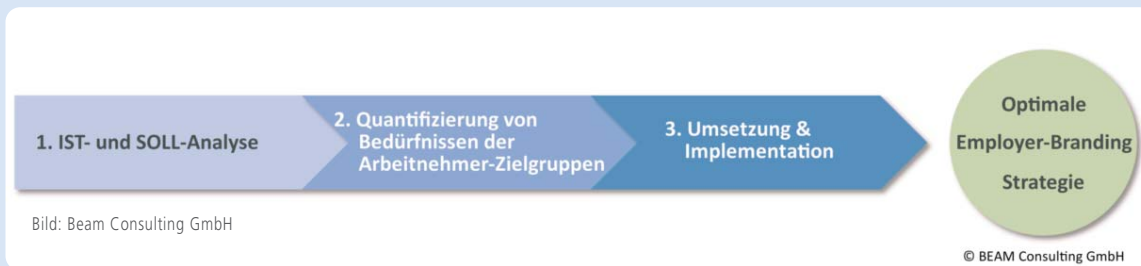 1. IST- und SOLL-Analyse
2. Quantifizierung von
Bedürfnissen der
Arbeitnehmer-Zielgruppen
3. Umsetzung &
Implementation
Optimale
Employer-Branding
Strategie
Bild: Beam Consulting GmbH
© BEAM Consulting GmbH